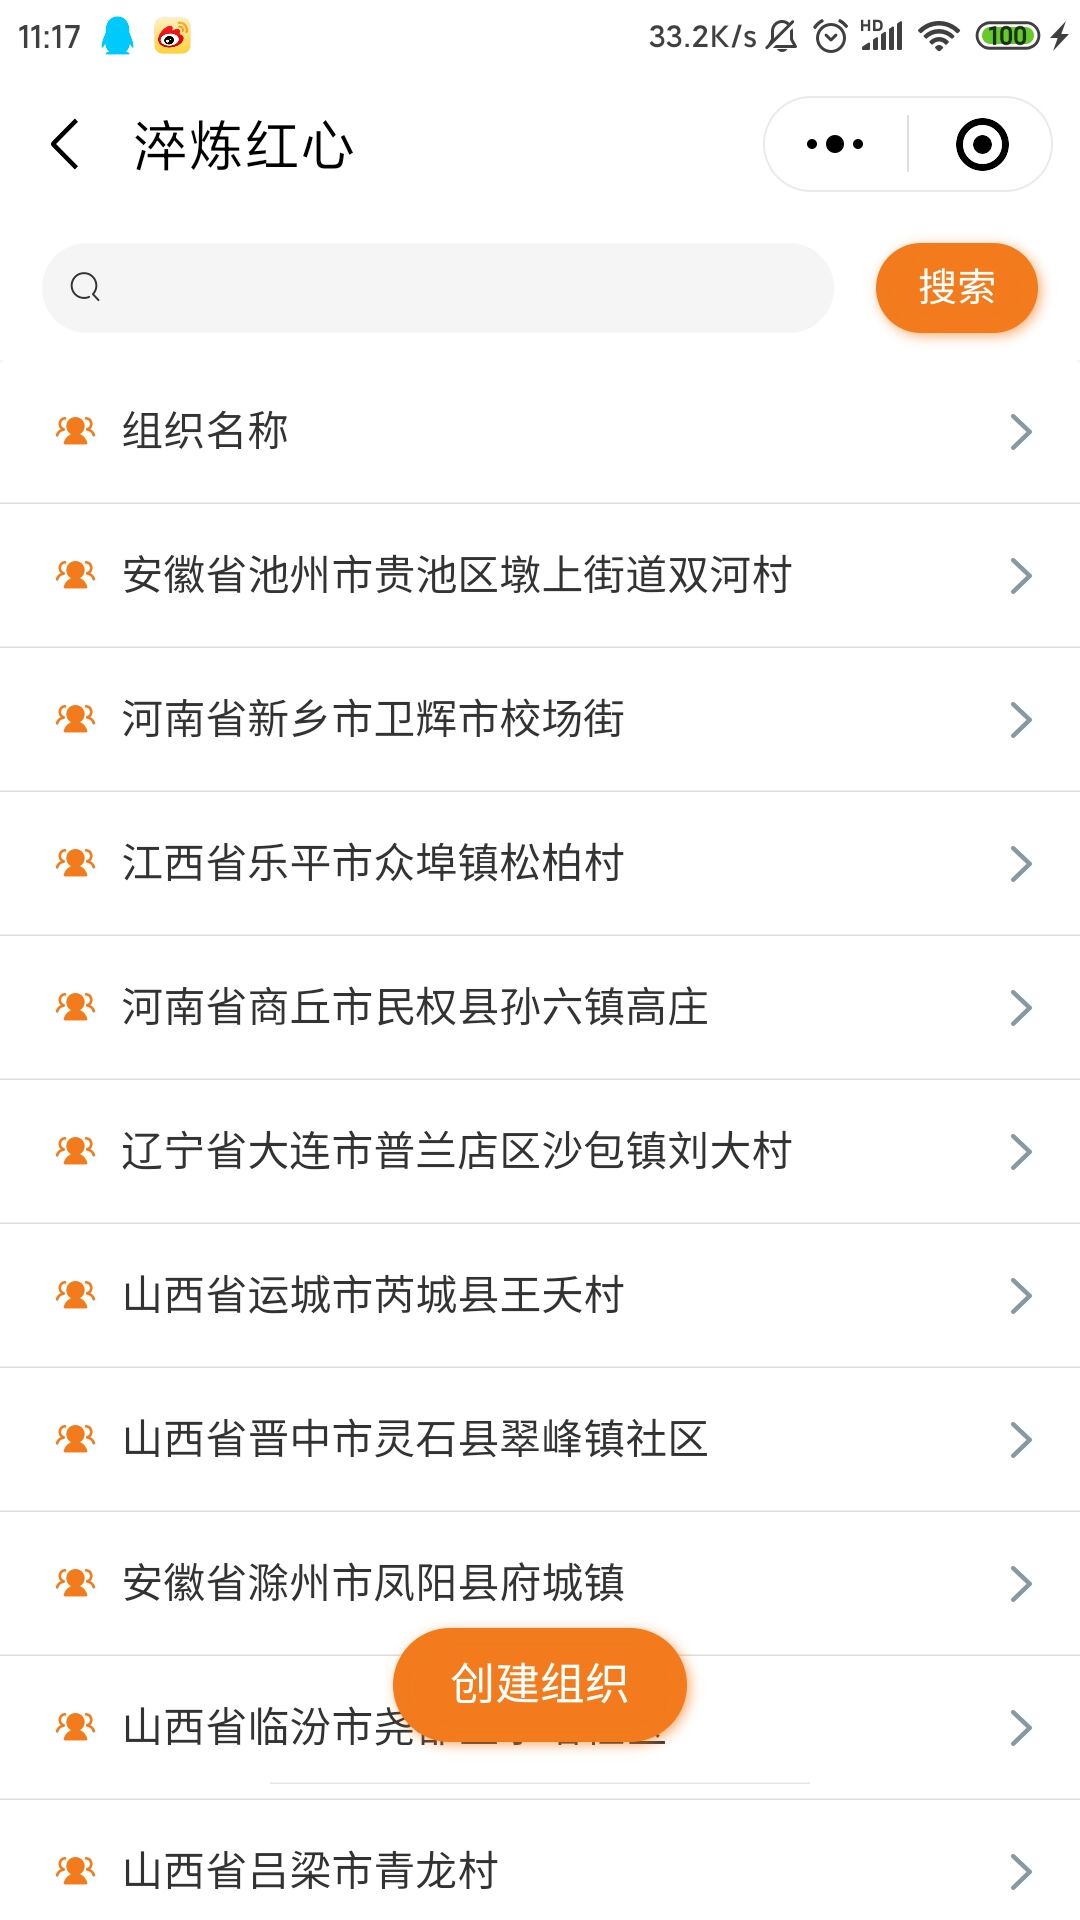 11:17
33.2K/s
HD
100
淬炼红心
搜索
组织名称
安徽省池州市贵池区墩上街道双河村
河南省新乡市卫辉市校场街
江西省乐平市众埠镇松柏村
河南省商丘市民权县孙六镇高庄
辽宁省大连市普兰店区沙包镇刘大村
山西省运城市芮城县王夭村
山西省晋中市灵石县翠峰镇社区
安徽省滁州市凤阳县府城镇
创建组织
山西省临汾市尧
山西省吕梁市青龙村